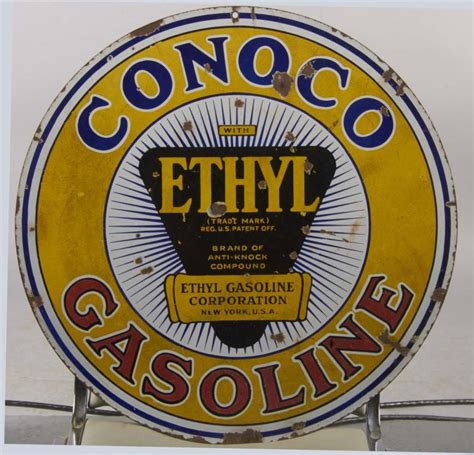 CONOCO
WITH
ETHYL
(TRADE MARK)
REG. U.S. PATENT OFF.
BRAND OF
ANTI-KNOCK
COMPOUND
ETHYL GASOLINE
CORPORATION
NEW YORK, U.S.A.
GASOLINE